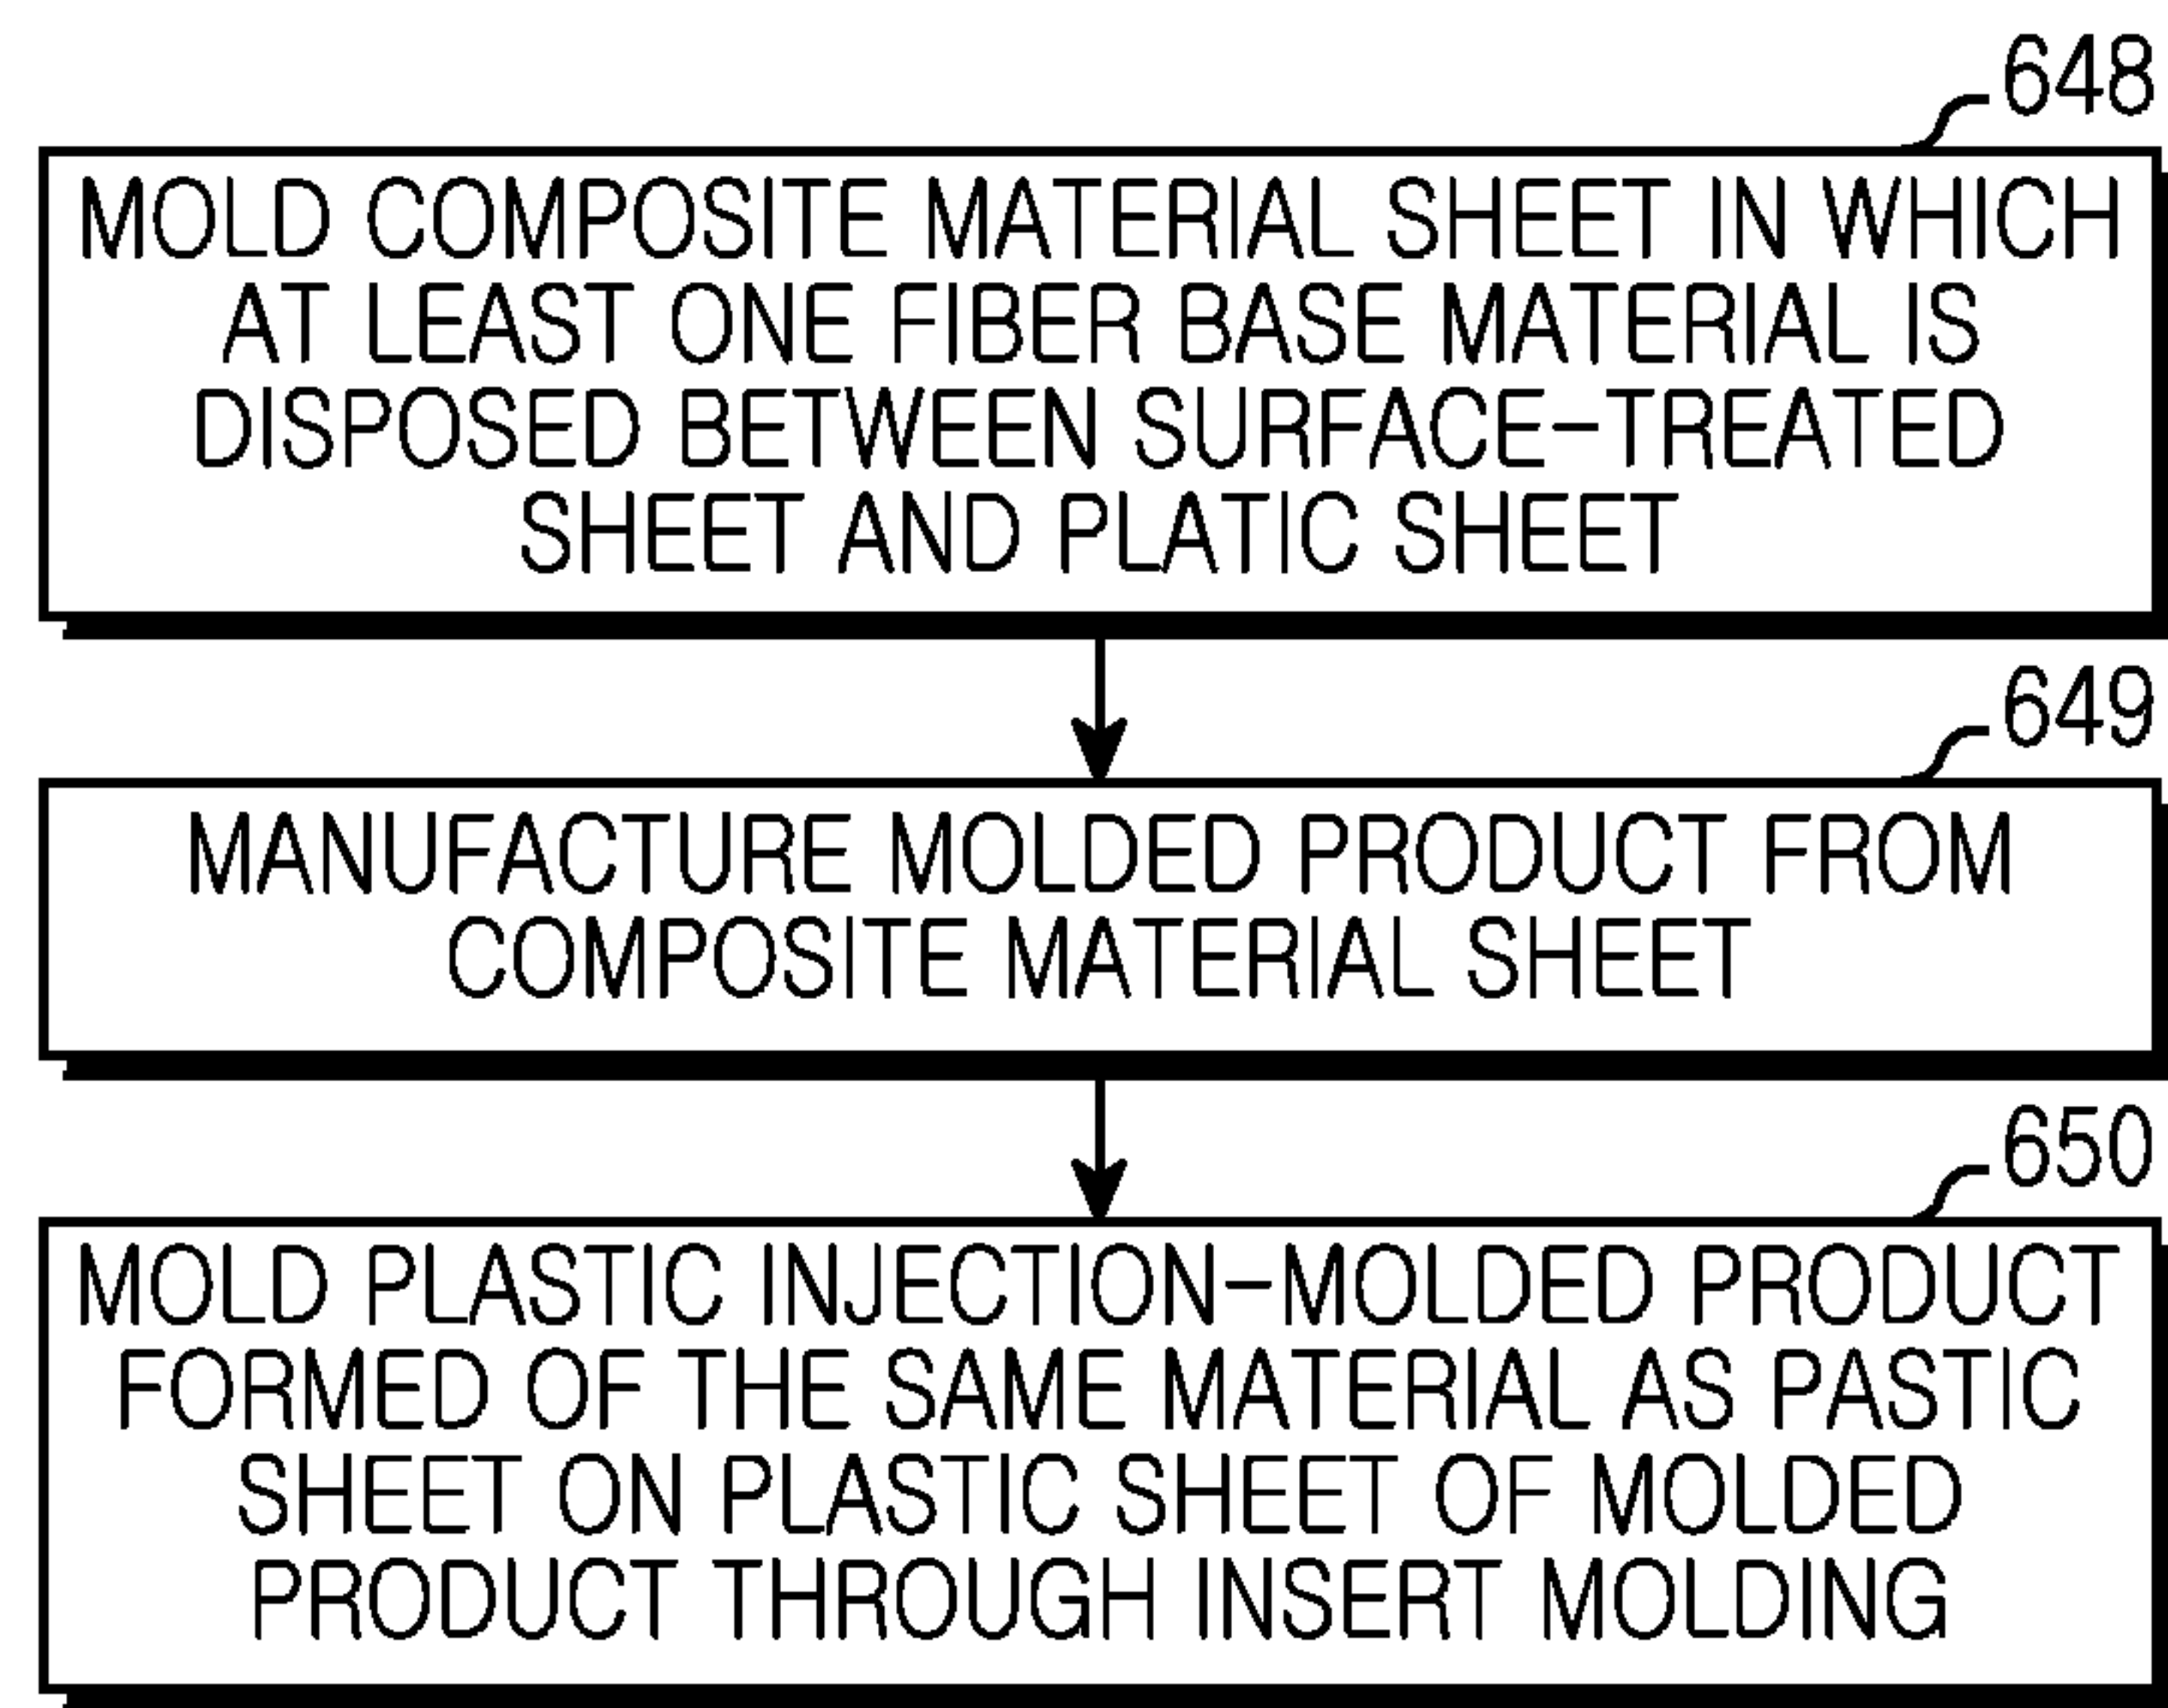 648
MOLD COMPOSITE MATERIAL SHEET IN WHICH
AT LEAST ONE FIBER BASE MATERIAL IS
DISPOSED BETWEEN SURFACE-TREATED
SHEET AND PLATIC SHEET
649
MANUFACTURE MOLDED PRODUCT FROM
COMPOSITE MATERIAL SHEET
650
MOLD PLASTIC INJECTION-MOLDED PRODUCT
FORMED OF THE SAME MATERIAL AS PASTIC
SHEET ON PLASTIC SHEET OF MOLDED
PRODUCT THROUGH INSERT MOLDING